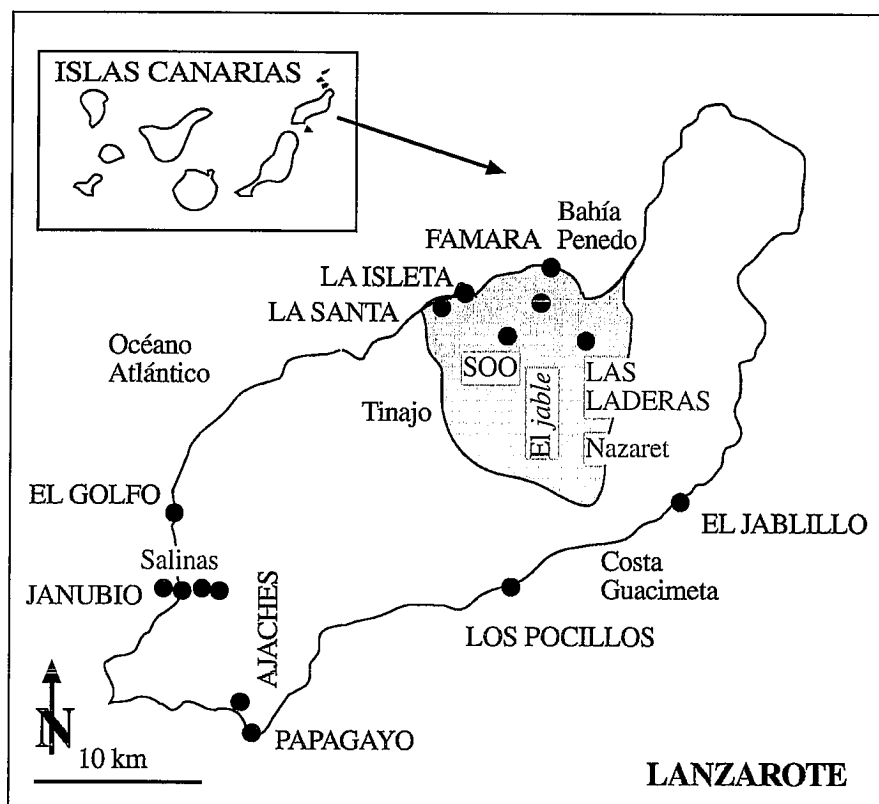 ISLAS CANARIAS
Bahía
Penedo
FAMARA
LA ISLETA
LA SANTA
Océano
Atlántico
SOO
LAS
LADERAS
El jable
Tinajo
Nazaret
EL GOLFO
EL JABLILLO
Salinas
Costa
Guacimeta
JANUBIO
AJACHES
LOS POCILLOS
N
PAPAGAYO
10 km
LANZAROTE